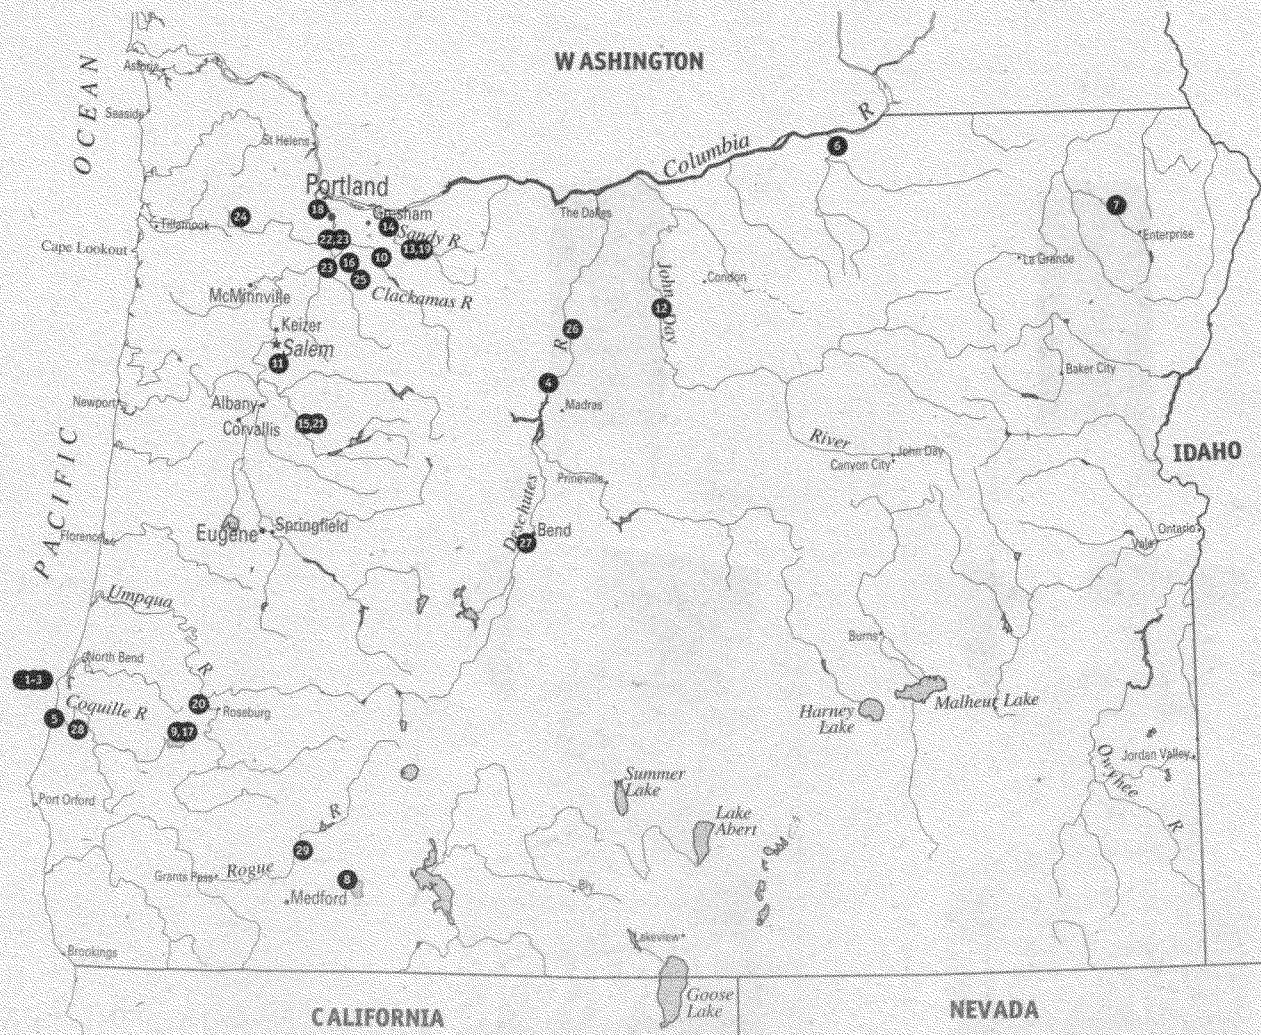 WASHINGTON
OCEAN
Astoria
Seaside
St Helens
Columbia
R
6
Portland
18
Gresham
14
Sandy R
The Dalles
7
24
Tillamook
22,23
13,19
Enterprise
Cape Lookout
23
16
10
25
La Grande
Condon
McMinnville
Clackamas R
John Day
12
Keizer
26
R
Salem
11
Baker City
4
Newport
Albany
Madras
Corvallis
15,21
River
John Day
Canyon City
IDAHO
PACIFIC
Prineville
Deschutes
Eugene
Springfield
Bend
27
Florence
Ontario
Vale
Umpqua
R
Burns
North Bend
1-3
Coquille R
20
Roseburg
5
28
9,17
Malheur Lake
Harney
Lake
Jordan Valley
Owyhee
R
Summer
Lake
Port Orford
Lake
Abert
R
29
Grants Pass
Rogue
8
Medford
Bly
Lakeview
Brookings
Goose
Lake
CALIFORNIA
NEVADA